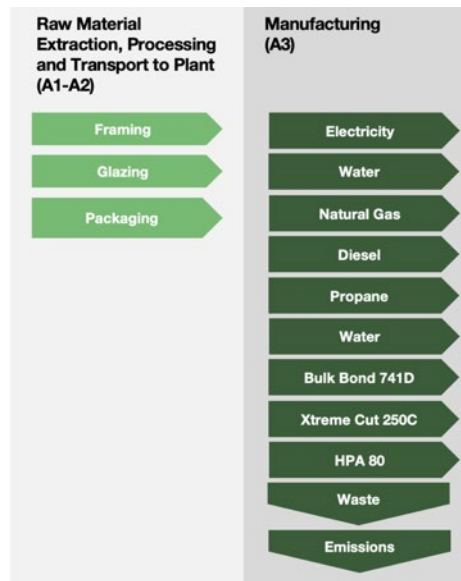 Raw Material
Extraction, Processing
and Transport to Plant
(A1-A2)
Framing
Glazing
Packaging
Manufacturing
(A3)
Electricity
Water
Natural Gas
Diesel
Propane
Water
Bulk Bond 741D
Xtreme Cut 250C
HPA 80
Waste
Emissions